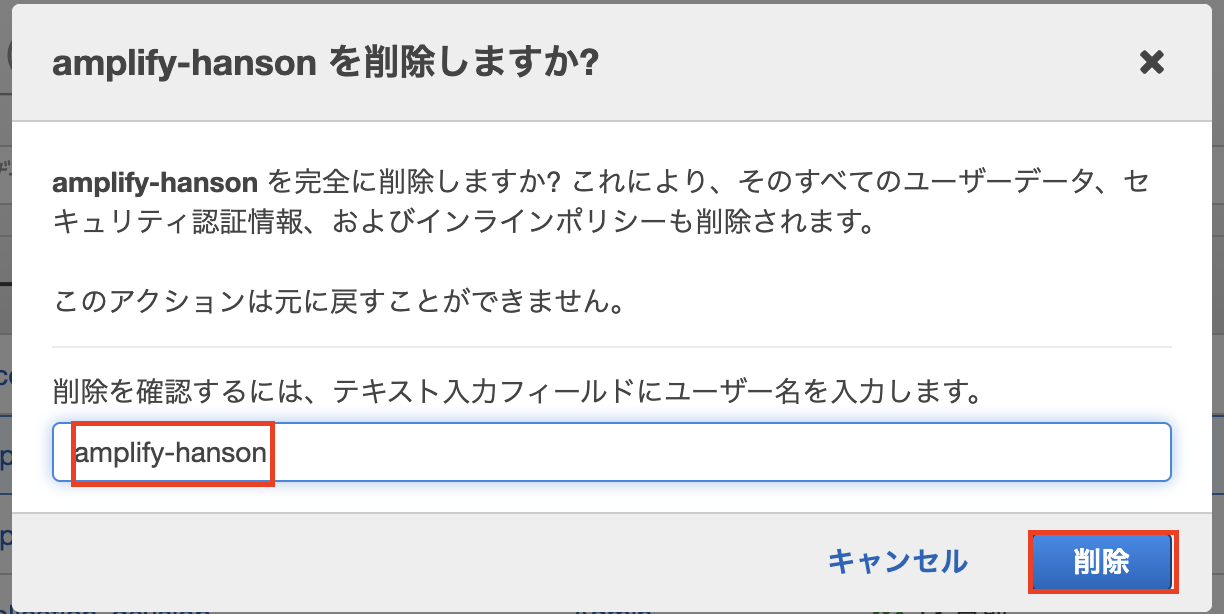 amplify-hanson を削除しますか?
amplify-hanson を完全に削除しますか? これにより、そのすべてのユーザーデータ、セ
キュリティ認証情報、およびインラインポリシーも削除されます。
このアクションは元に戻すことができません。
削除を確認するには、テキスト入力フィールドにユーザー名を入力します。
amplify-hanson
キャンセル
削除